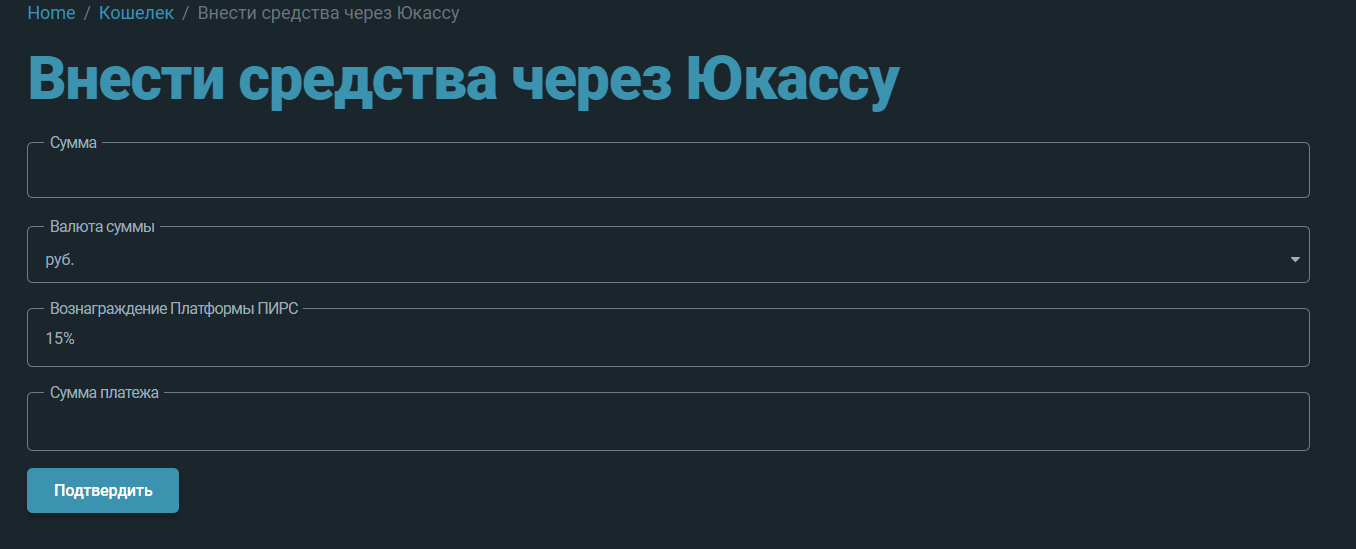 Home / Кошелек / Внести средства через Юкассу
Внести средства через Юкассу
Сумма
Валюта суммы
руб.
Вознаграждение Платформы ПИРС
15%
Сумма платежа
Подтвердить